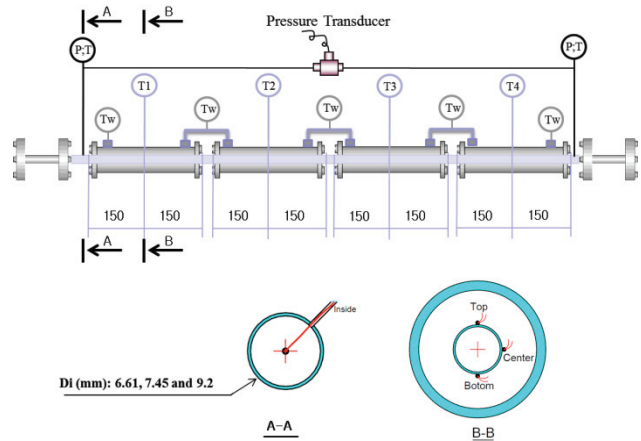 A B
Pressure Transducer
P;T P;T
T1 T2 T3 T4
Tw Tw Tw Tw Tw
150 150 150 150 150 150 150 150
A B
Inside
Top
Center
Botom
Di (mm): 6.61, 7.45 and 9.2
A-A
B-B